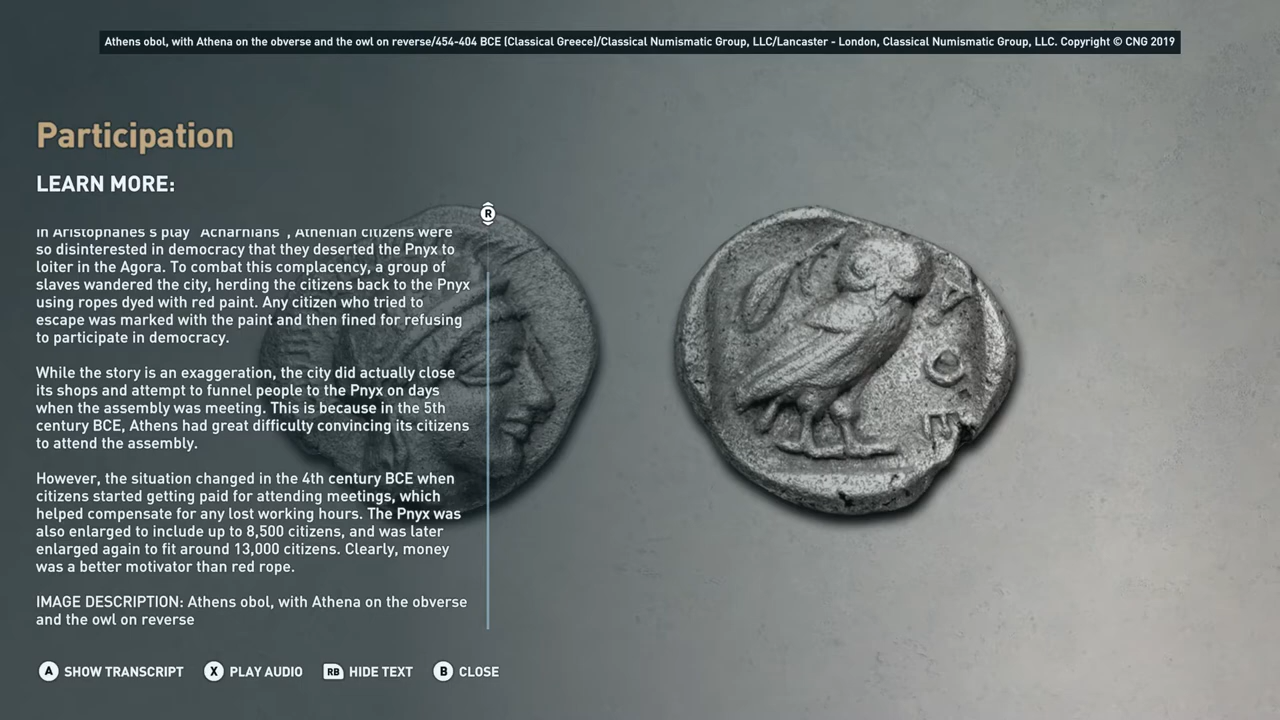 Athens obol, with Athena on the obverse and the owl on reverse/454-404 BCE (Classical Greece)/Classical Numismatic Group, LLC/Lancaster - London, Classical Numismatic Group, LLC. Copyright © CNG 2019
Participation
LEARN MORE:
R
In Aristophanes's play "Acharnians", Athenian citizens were
so disinterested in democracy that they deserted the Pnyx to
loiter in the Agora. To combat this complacency, a group of
slaves wandered the city, herding the citizens back to the Pnyx
using ropes dyed with red paint. Any citizen who tried to
escape was marked with the paint and then fined for refusing
to participate in democracy.
While the story is an exaggeration, the city did actually close
its shops and attempt to funnel people to the Pnyx on days
when the assembly was meeting. This is because in the 5th
century BCE, Athens had great difficulty convincing its citizens
to attend the assembly.
However, the situation changed in the 4th century BCE when
citizens started getting paid for attending meetings, which
helped compensate for any lost working hours. The Pnyx was
also enlarged to include up to 8,500 citizens, and was later
enlarged again to fit around 13,000 citizens. Clearly, money
was a better motivator than red rope.
IMAGE DESCRIPTION: Athens obol, with Athena on the obverse
and the owl on reverse
Α
Θ
Ε
A SHOW TRANSCRIPT X PLAY AUDIO RB HIDE TEXT B CLOSE